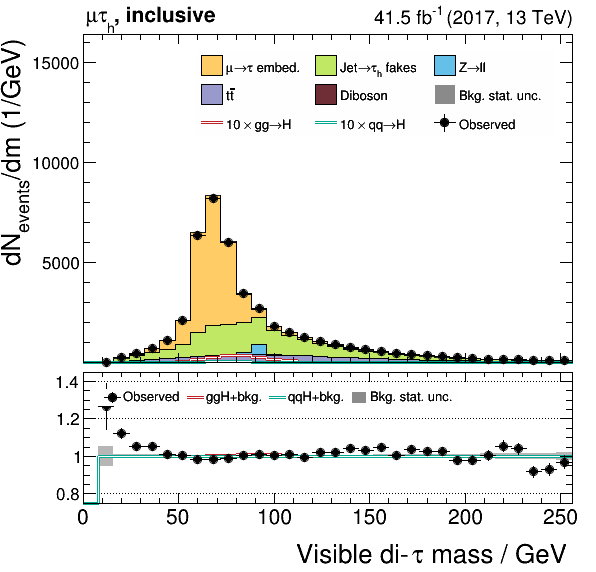 μτh, inclusive 41.5 fb⁻¹ (2017, 13 TeV)
dNevents/dm (1/GeV)
15000
10000
5000
μ→τ embed. Jet→τh fakes Z→ll
tt̄ Diboson Bkg. stat. unc.
10 × gg→H 10 × qq→H Observed
1.4
1.2
1
0.8
Observed ggH+bkg. qqH+bkg. Bkg. stat. unc.
0 50 100 150 200 250
Visible di-τ mass / GeV